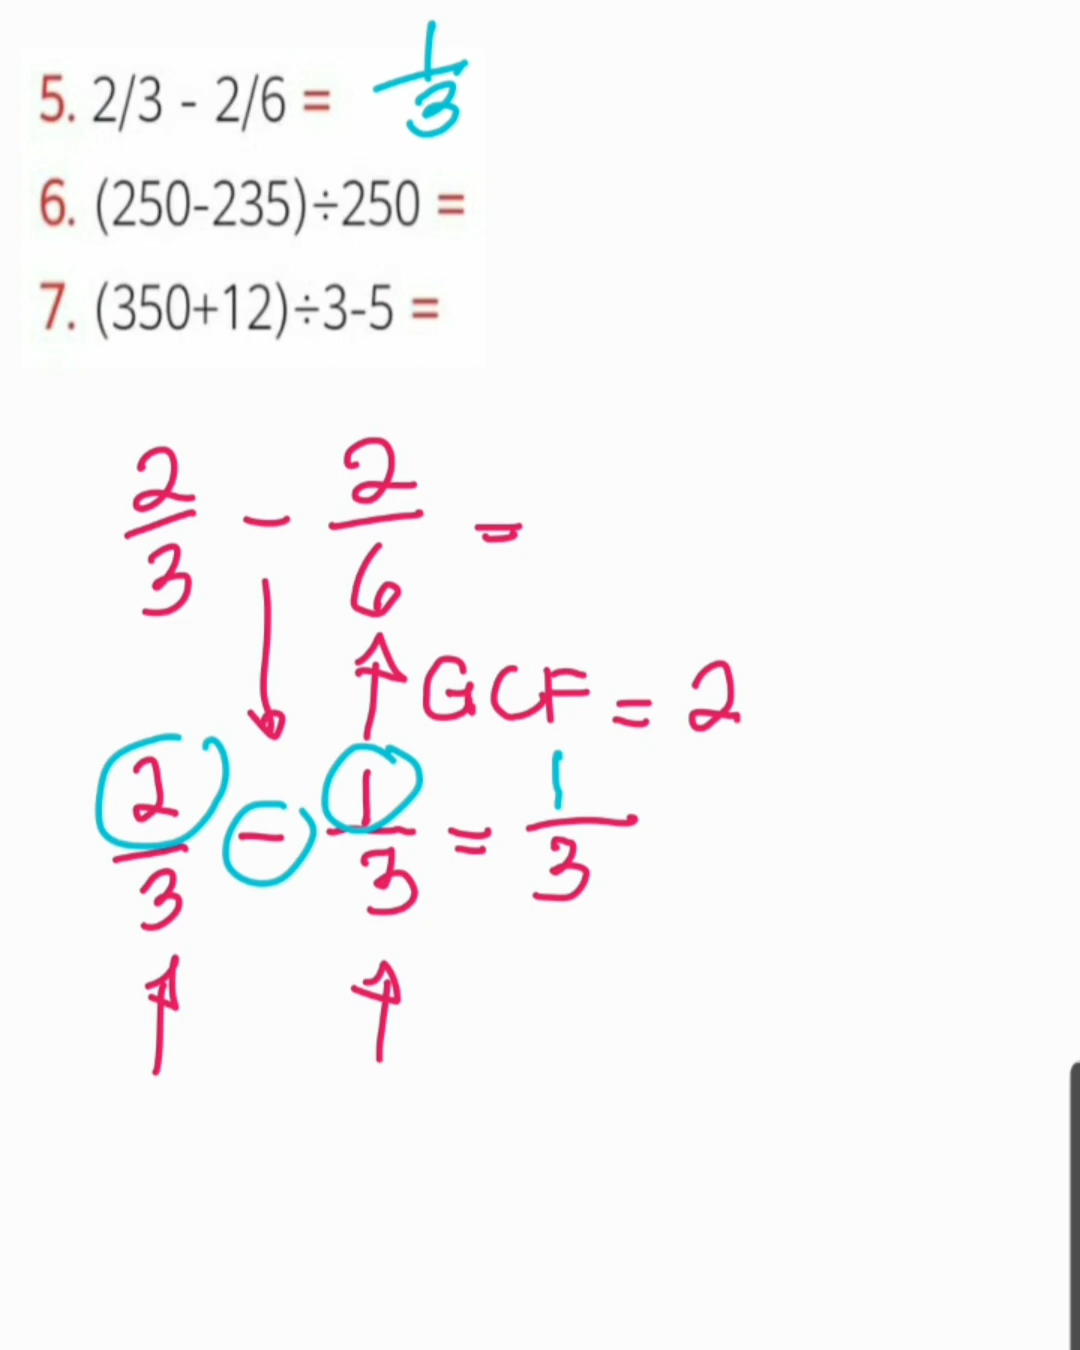 5. 2/3 - 2/6 = 1/3
6. (250-235)÷250 =
7. (350+12)÷3-5 =
2/3 - 2/6 =
GCF = 2
2/3 - 1/3 = 1/3